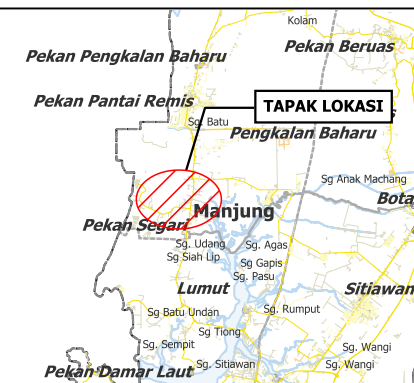 Kolam
Pekan Pengkalan Baharu
Pekan Beruas
Pekan Pantai Remis
TAPAK LOKASI
Sg. Batu
Pengkalan Baharu
Sg Anak Machang
Bota
Manjung
Pekan Segari
Sg. Udang
Sg. Agas
Sg Siah Lip
Sg Gapis
Sg. Pasu
Lumut
Sitiawan
Sg Batu Undan
Sg. Rumput
Sg Tiong
Sg. Sempit
Sg. Wangi
Sg. Sitiawan
Sg. Wangi
Pekan Damar Laut